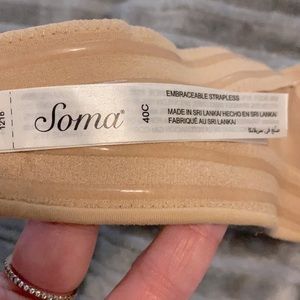 1216
Soma®
40C
EMBRACEABLE STRAPLESS
MADE IN SRI LANKA/ HECHO EN SRI LANKA/
FABRIQUÉ AU SRI LANKA/
صنع في سريلانكا